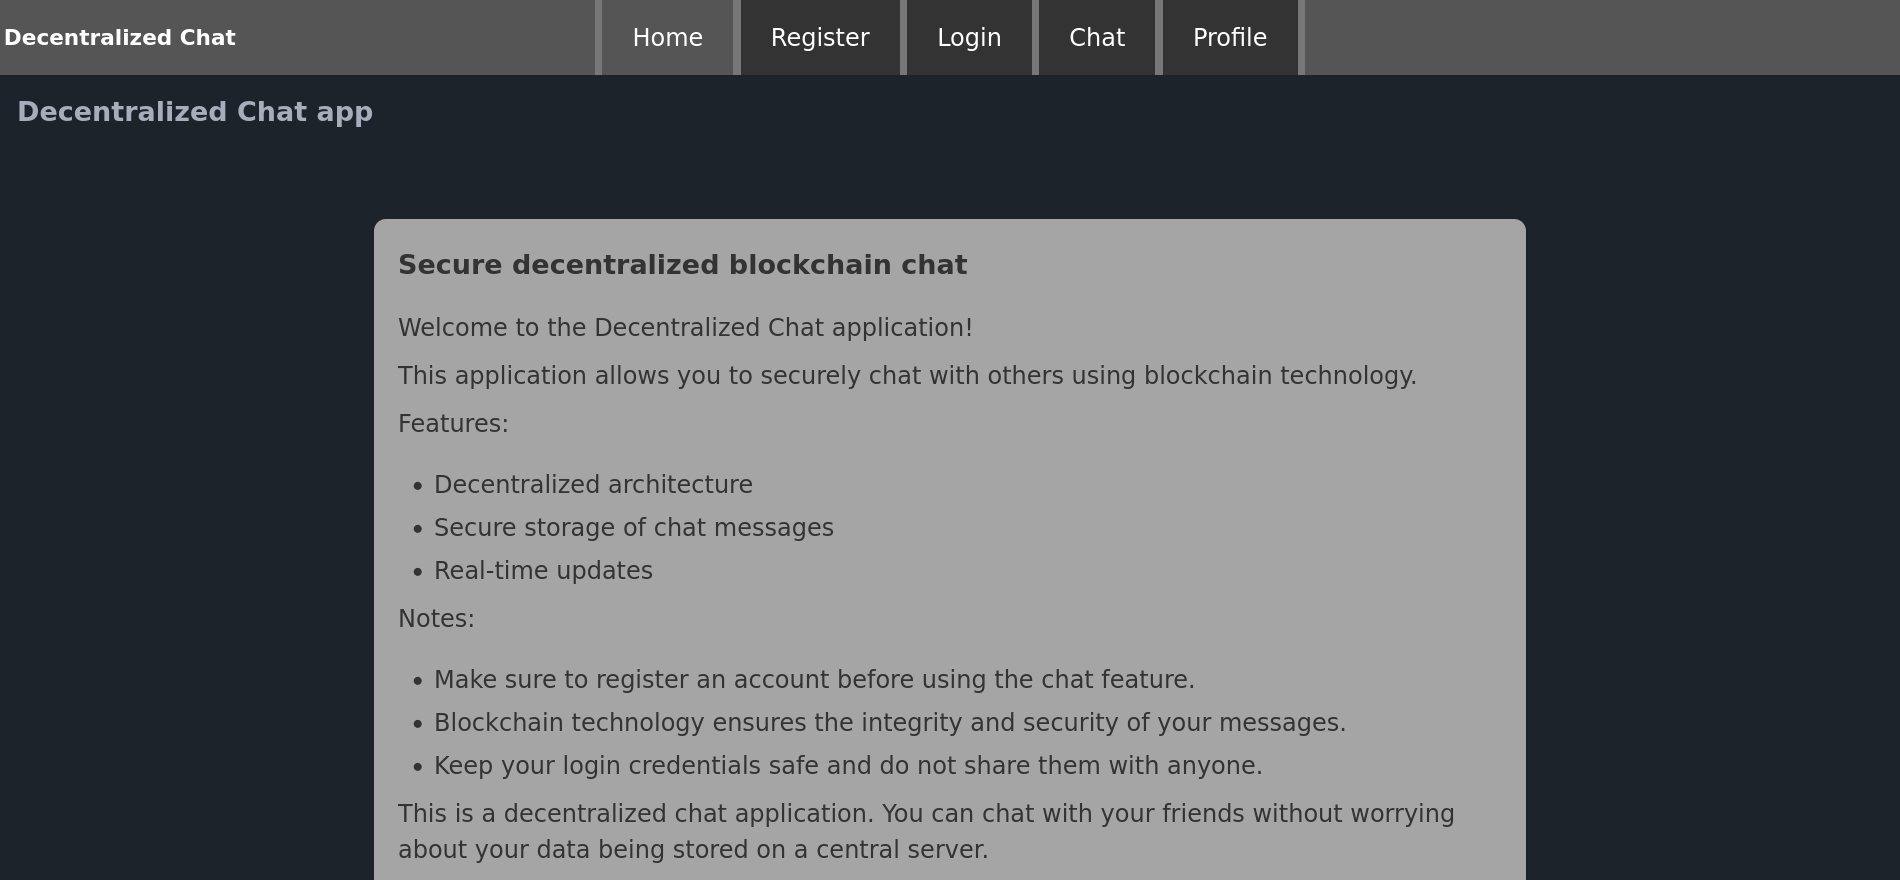 Decentralized Chat
Home
Register
Login
Chat
Profile
Decentralized Chat app
Secure decentralized blockchain chat
Welcome to the Decentralized Chat application!
This application allows you to securely chat with others using blockchain technology.
Features:
• Decentralized architecture
• Secure storage of chat messages
• Real-time updates
Notes:
• Make sure to register an account before using the chat feature.
• Blockchain technology ensures the integrity and security of your messages.
• Keep your login credentials safe and do not share them with anyone.
This is a decentralized chat application. You can chat with your friends without worrying
about your data being stored on a central server.